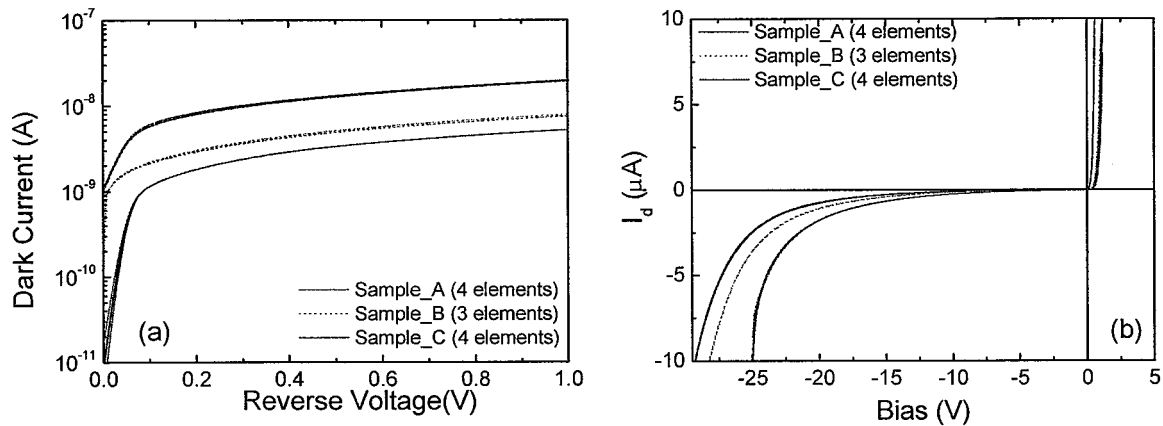 10^-7
10^-8
10^-9
10^-10
10^-11
Dark Current (A)
Sample_A (4 elements)
Sample_B (3 elements)
Sample_C (4 elements)
(a)
0.0 0.2 0.4 0.6 0.8 1.0
Reverse Voltage(V)
10
5
0
-5
-10
I_d (μA)
Sample_A (4 elements)
Sample_B (3 elements)
Sample_C (4 elements)
(b)
-25 -20 -15 -10 -5 0 5
Bias (V)